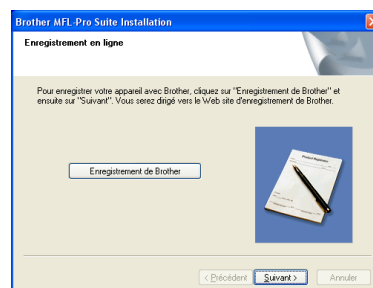 Brother MFL-Pro Suite Installation
Enregistrement en ligne
Pour enregistrer votre appareil avec Brother, cliquez sur "Enregistrement de Brother" et
ensuite sur "Suivant". Vous serez dirigé vers le Web site d'enregistrement de Brother.
Product Registration
Enregistrement de Brother
< Précédent
Suivant >
Annuler